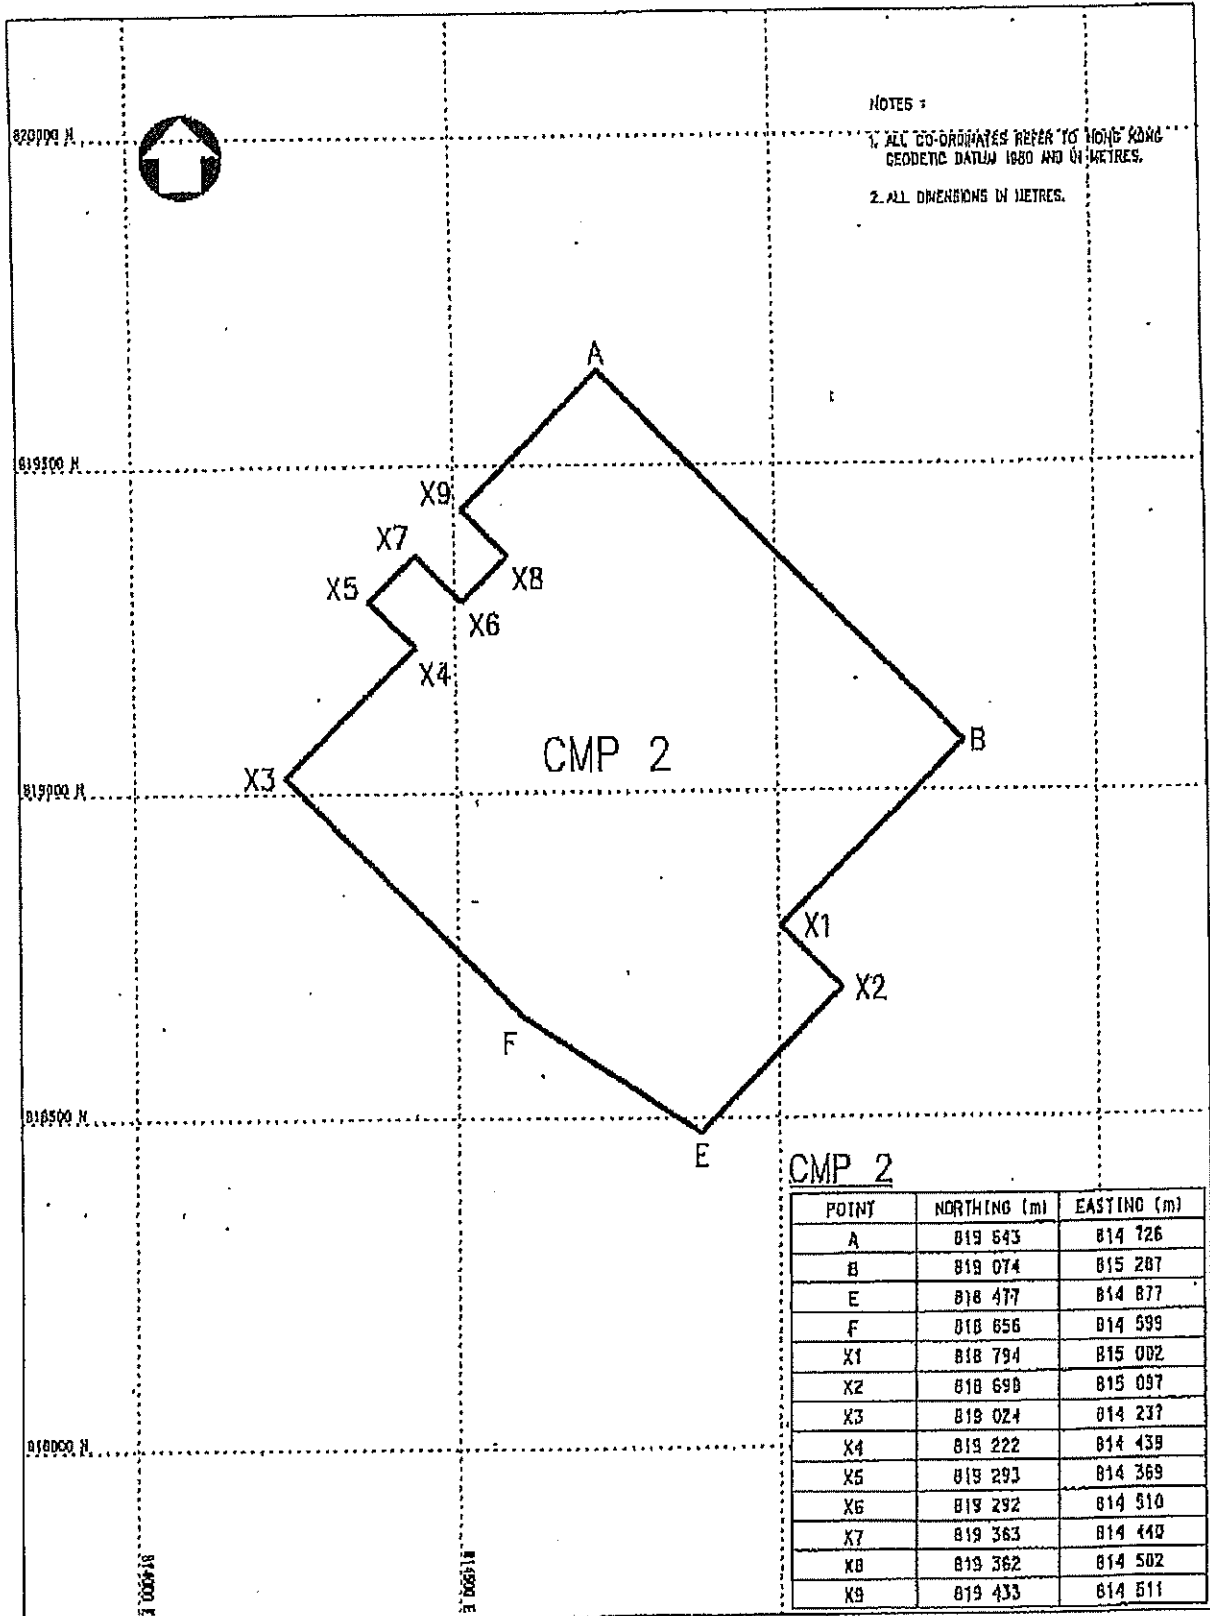 NOTES :
820000 N
1. ALL CO-ORDINATES REFER TO HONG KONG
GEODETIC DATUM 1980 AND IN METRES.
2. ALL DIMENSIONS IN METRES.
A
819500 N
X9
X7
X8
X5
X6
X4
B
CMP 2
X3
819000 N
X1
X2
F
818500 N
E
CMP 2
POINT NORTHING (m) EASTING (m)
A 819 643 814 726
B 819 074 815 287
E 818 477 814 877
F 818 656 814 599
X1 818 794 815 002
X2 818 698 815 097
X3 819 024 814 237
X4 819 222 814 439
X5 819 293 814 369
X6 819 292 814 510
X7 819 363 814 440
X8 819 362 814 582
X9 819 433 814 511
818000 N
814000 E
814500 E